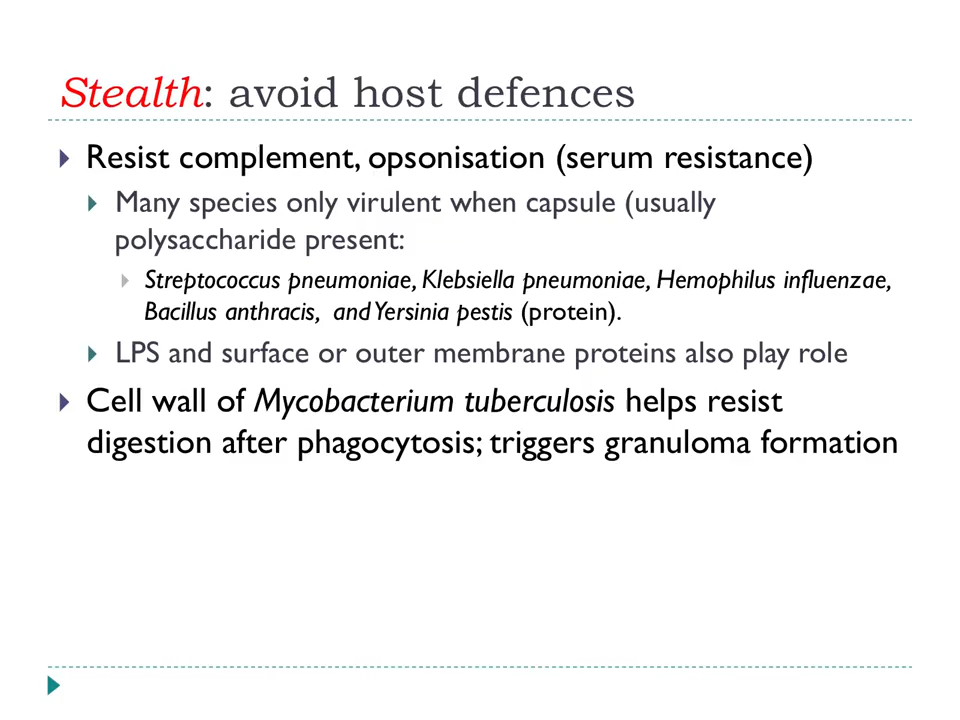 Stealth: avoid host defences
Resist complement, opsonisation (serum resistance)
Many species only virulent when capsule (usually
polysaccharide present:
Streptococcus pneumoniae, Klebsiella pneumoniae, Hemophilus influenzae,
Bacillus anthracis, and Yersinia pestis (protein).
LPS and surface or outer membrane proteins also play role
Cell wall of Mycobacterium tuberculosis helps resist
digestion after phagocytosis; triggers granuloma formation